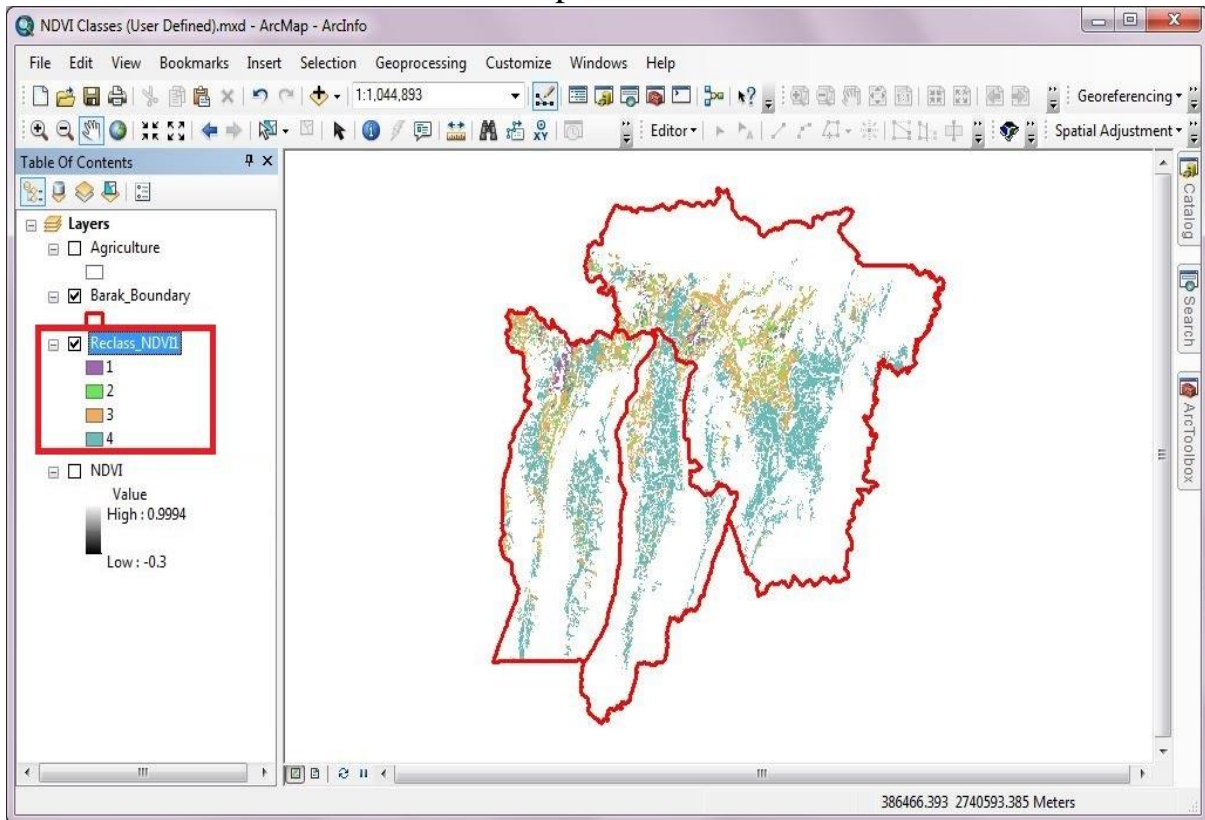 NDVI Classes (User Defined).mxd - ArcMap - ArcInfo
File Edit View Bookmarks Insert Selection Geoprocessing Customize Windows Help
1:1,044,893
Georeferencing
Editor
Spatial Adjustment
Table Of Contents
Layers
Agriculture
Barak_Boundary
Reclass_NDVI1
1
2
3
4
NDVI
Value
High : 0.9994
Low : -0.3
Catalog
Search
ArcToolbox
386466.393 2740593.385 Meters